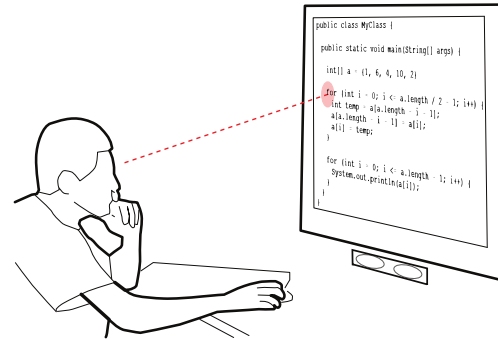 public class MyClass {
public static void main(String[] args) {
int[] a = {1, 6, 4, 10, 2}
for (int i = 0; i <= a.length / 2 - 1; i++) {
int temp = a[a.length - i - 1];
a[a.length - i - 1] = a[i];
a[i] = temp;
}
for (int i = 0; i <= a.length - 1; i++) {
System.out.println(a[i]);
}
}
}